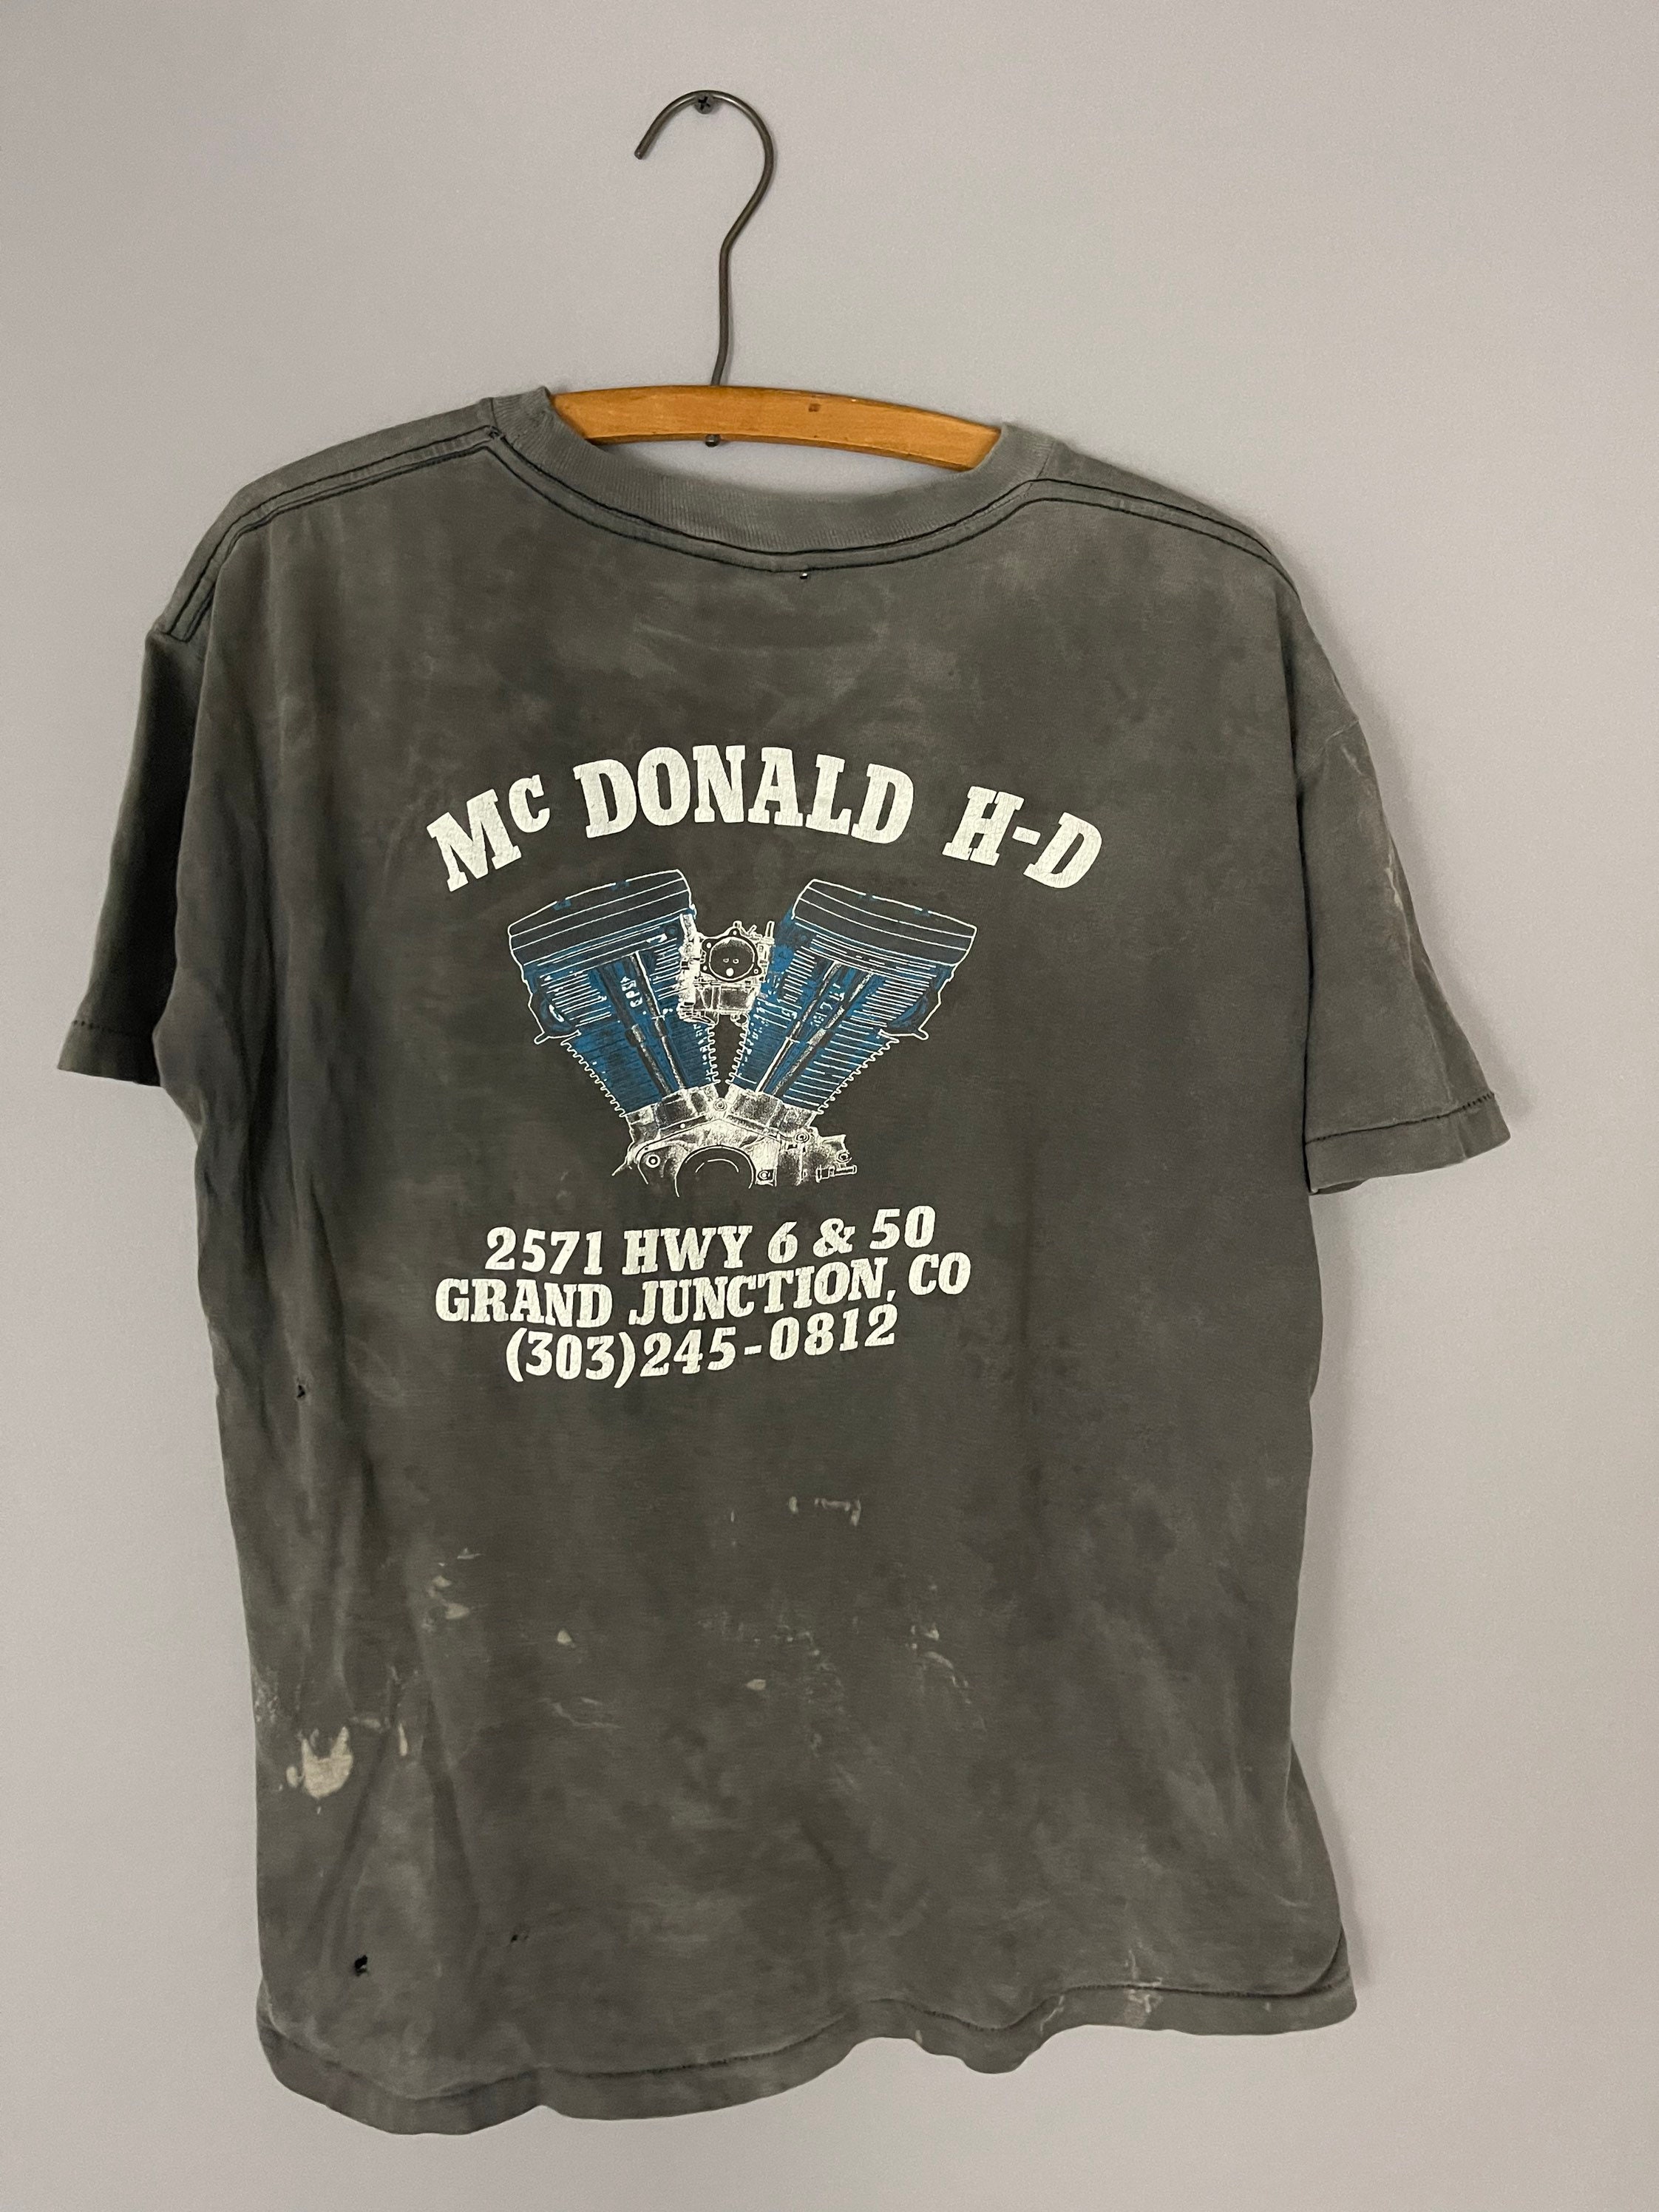 Mc DONALD H-D
2571 HWY 6 & 50
GRAND JUNCTION, CO
(303)245-0812